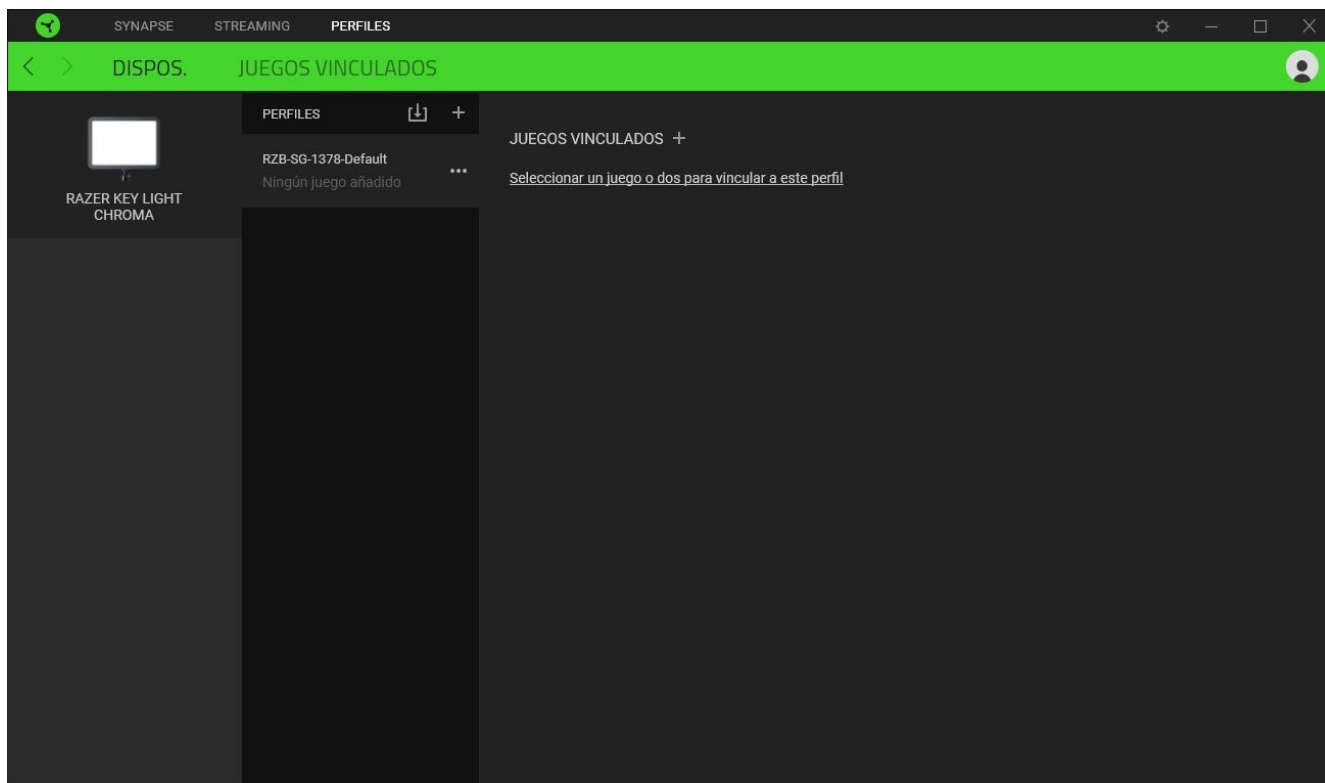 SYNAPSE STREAMING PERFILES
DISPOS. JUEGOS VINCULADOS
RAZER KEY LIGHT
CHROMA
PERFILES
RZB-SG-1378-Default
Ningún juego añadido
JUEGOS VINCULADOS
Seleccionar un juego o dos para vincular a este perfil